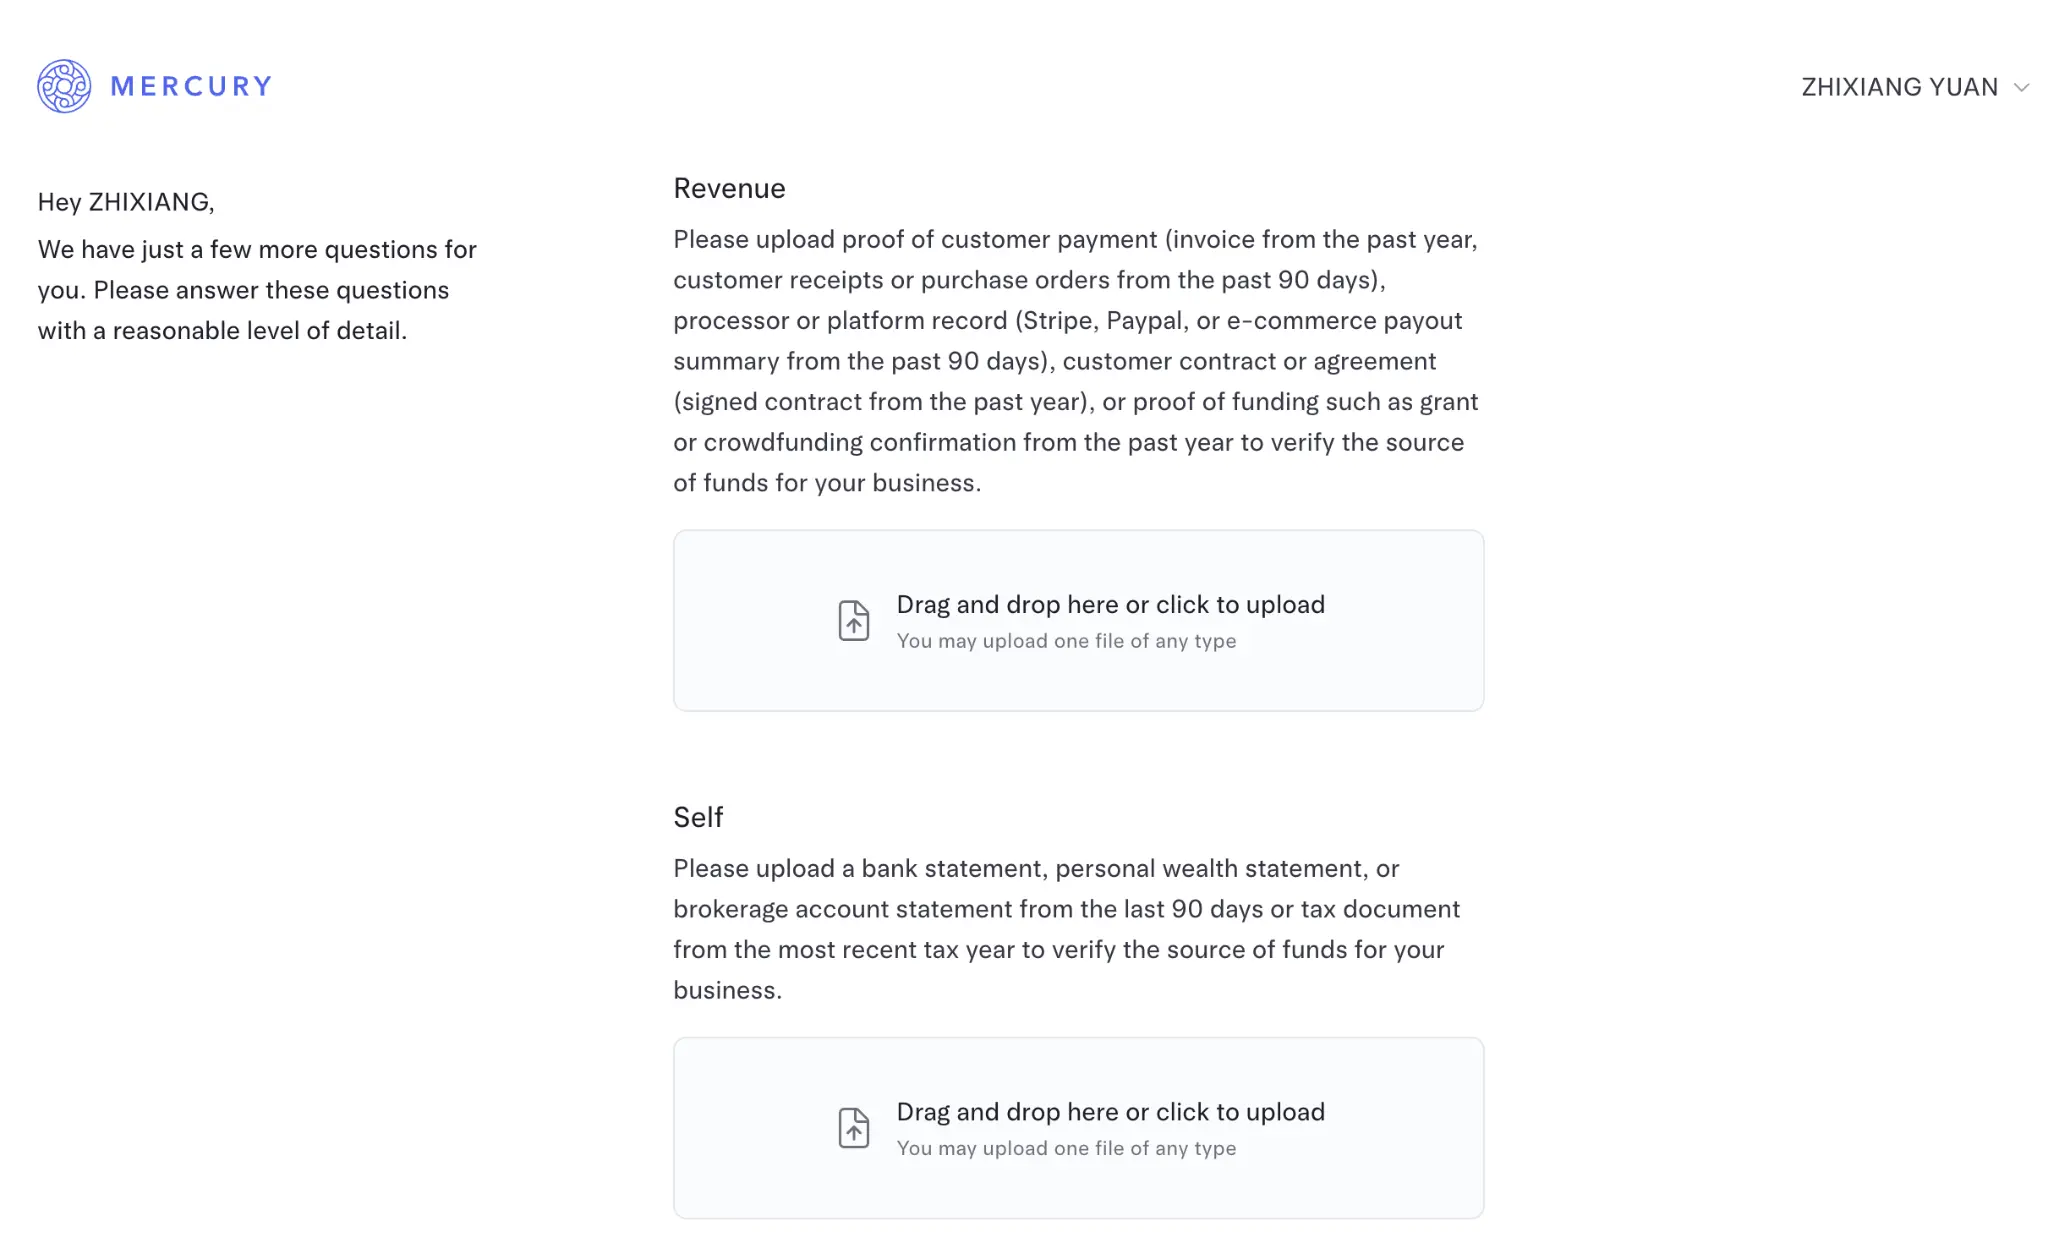 MERCURY
ZHIXIANG YUAN
Hey ZHIXIANG,
We have just a few more questions for
you. Please answer these questions
with a reasonable level of detail.
Revenue
Please upload proof of customer payment (invoice from the past year,
customer receipts or purchase orders from the past 90 days),
processor or platform record (Stripe, Paypal, or e-commerce payout
summary from the past 90 days), customer contract or agreement
(signed contract from the past year), or proof of funding such as grant
or crowdfunding confirmation from the past year to verify the source
of funds for your business.
Drag and drop here or click to upload
You may upload one file of any type
Self
Please upload a bank statement, personal wealth statement, or
brokerage account statement from the last 90 days or tax document
from the most recent tax year to verify the source of funds for your
business.
Drag and drop here or click to upload
You may upload one file of any type